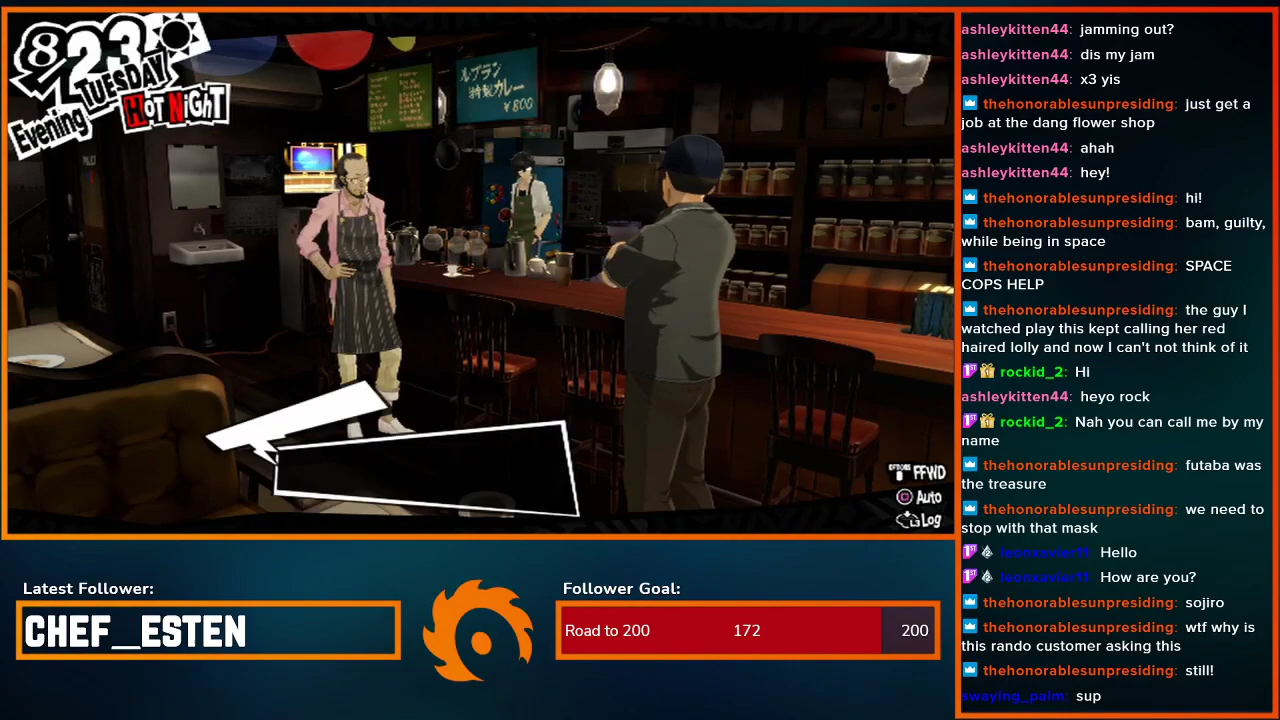 8 23
TUESDAY
Evening
HOT NIGHT
ルブラン
特製カレー
¥800
FFWD
Auto
Log
Latest Follower:
CHEF_ESTEN
Follower Goal:
Road to 200 172 200
ashleykitten44: jamming out?
ashleykitten44: dis my jam
ashleykitten44: x3 yis
thehonorablesunpresiding: just get a
job at the dang flower shop
ashleykitten44: ahah
ashleykitten44: hey!
thehonorablesunpresiding: hi!
thehonorablesunpresiding: bam, guilty,
while being in space
thehonorablesunpresiding: SPACE
COPS HELP
thehonorablesunpresiding: the guy I
watched play this kept calling her red
haired lolly and now I can't not think of it
rockid_2: Hi
ashleykitten44: heyo rock
rockid_2: Nah you can call me by my
name
thehonorablesunpresiding: futaba was
the treasure
thehonorablesunpresiding: we need to
stop with that mask
leonxavier11 Hello
leonxavier11 How are you?
thehonorablesunpresiding: sojiro
thehonorablesunpresiding: wtf why is
this rando customer asking this
thehonorablesunpresiding: still!
swaying_palm: sup